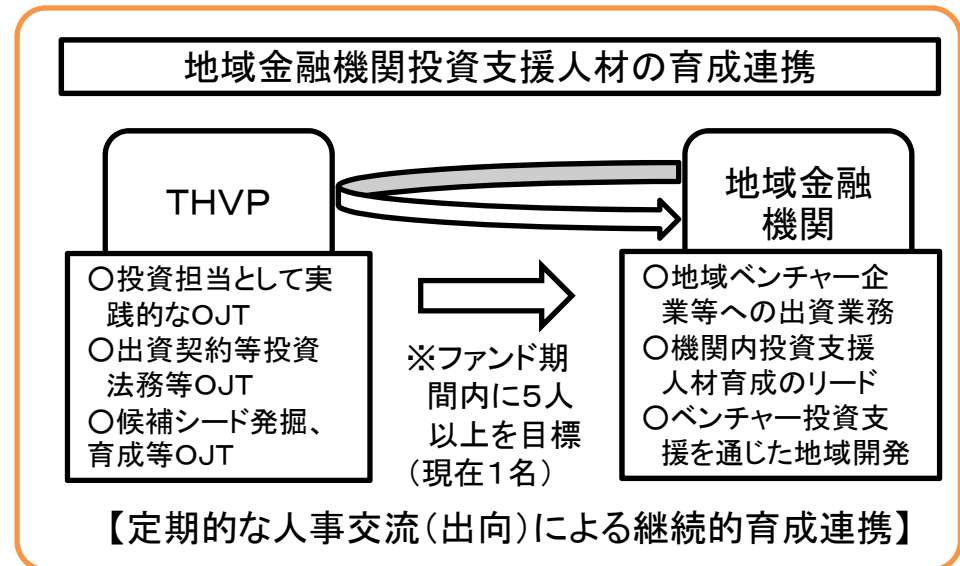 地域金融機関投資支援人材の育成連携
THVP
○投資担当として実
践的なOJT
○出資契約等投資
法務等OJT
○候補シード発掘、
育成等OJT
※ファンド期
間内に5人
以上を目標
(現在1名)
地域金融
機関
○地域ベンチャー企
業等への出資業務
○機関内投資支援
人材育成のリード
○ベンチャー投資支
援を通じた地域開発
【定期的な人事交流(出向)による継続的育成連携】